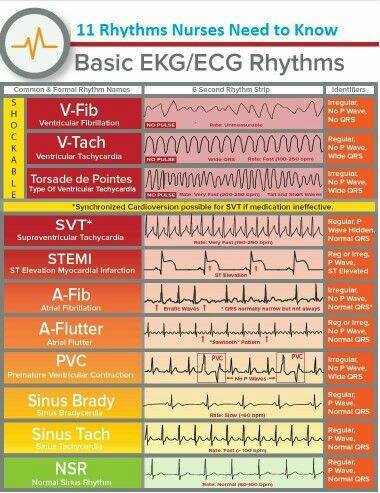 11 Rhythms Nurses Need to Know
Basic EKG/ECG Rhythms
Common & Formal Rhythm Names
6 Second Rhythm Strip
Identifiers
SHOCKABLE
V-Fib
Ventricular Fibrillation
NO PULSE
Rate: Unmeasurable
Irregular,
No P Wave,
No QRS
V-Tach
Ventricular Tachycardia
NO PULSE
Wide QRS
Rate: Fast (100-250 bpm)
Regular,
No P Wave,
Wide QRS
Torsade de Pointes
Type Of Ventricular Tachycardia
NO PULSE
Rate: Very Fast (200-250 bpm)
Tall and Short Waves
Irregular,
No P Wave,
Wide QRS
*Synchronized Cardioversion possible for SVT if medication ineffective.
SVT*
Supraventricular Tachycardia
Rate: Very Fast (150-250 bpm)
Regular, P
Wave Hidden,
Normal QRS
STEMI
ST Elevation Myocardial Infarction
ST Elevation
Reg or Irreg,
P Wave,
ST Elevated
A-Fib
Atrial Fibrillation
Erratic Waves
* QRS normally narrow but not always
Irregular,
No P Wave,
Normal QRS*
A-Flutter
Atrial Flutter
"Sawtooth" Pattern
Reg or Irreg,
No P Wave,
Normal QRS
PVC
Premature Ventricular Contraction
PVC
No P Waves
PVC
Irregular,
No P Wave,
Wide QRS
Sinus Brady
Sinus Bradycardia
Rate: Slow (<60 bpm)
Regular,
P Wave,
Normal QRS
Sinus Tach
Sinus Tachycardia
Rate: Fast (> 100 bpm)
Regular,
P Wave,
Normal QRS
NSR
Normal Sinus Rhythm
Rate: Normal (60-100 bpm)
Regular,
P Wave,
Normal QRS